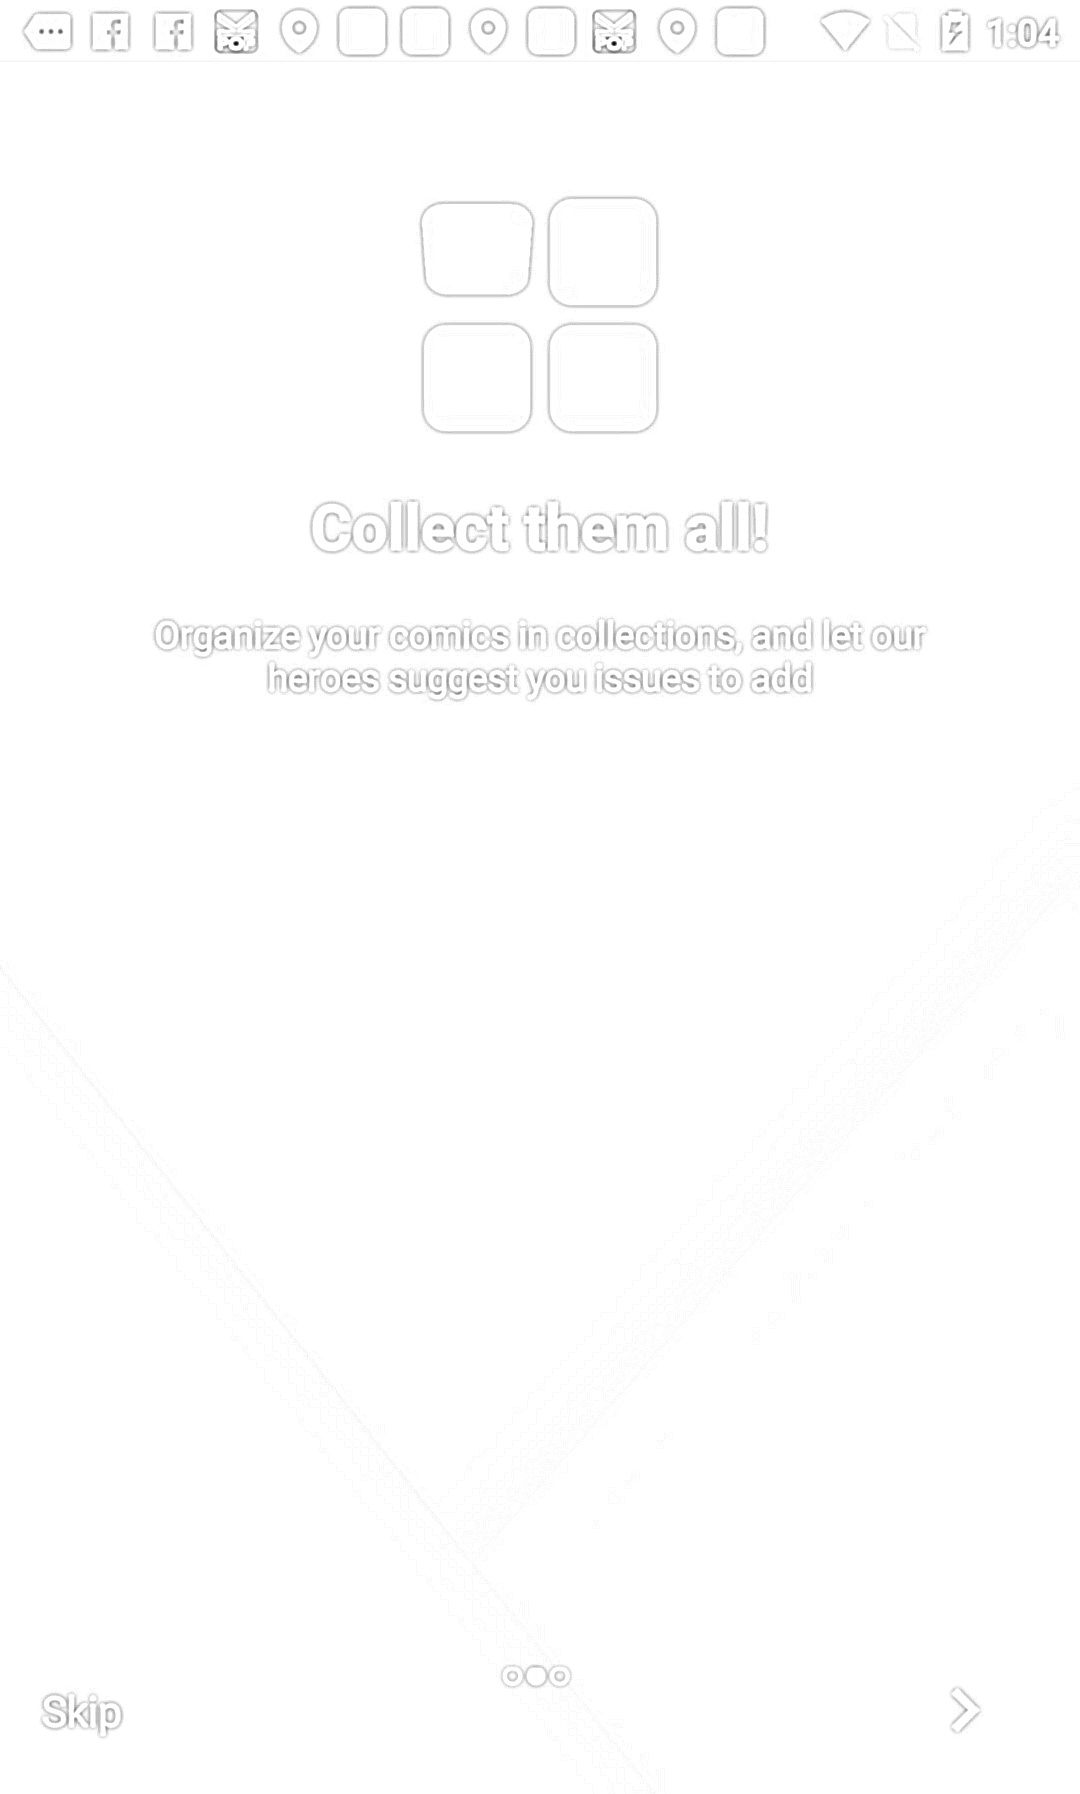 1:04
Collect them all!
Organize your comics in collections, and let our
heroes suggest you issues to add
Skip